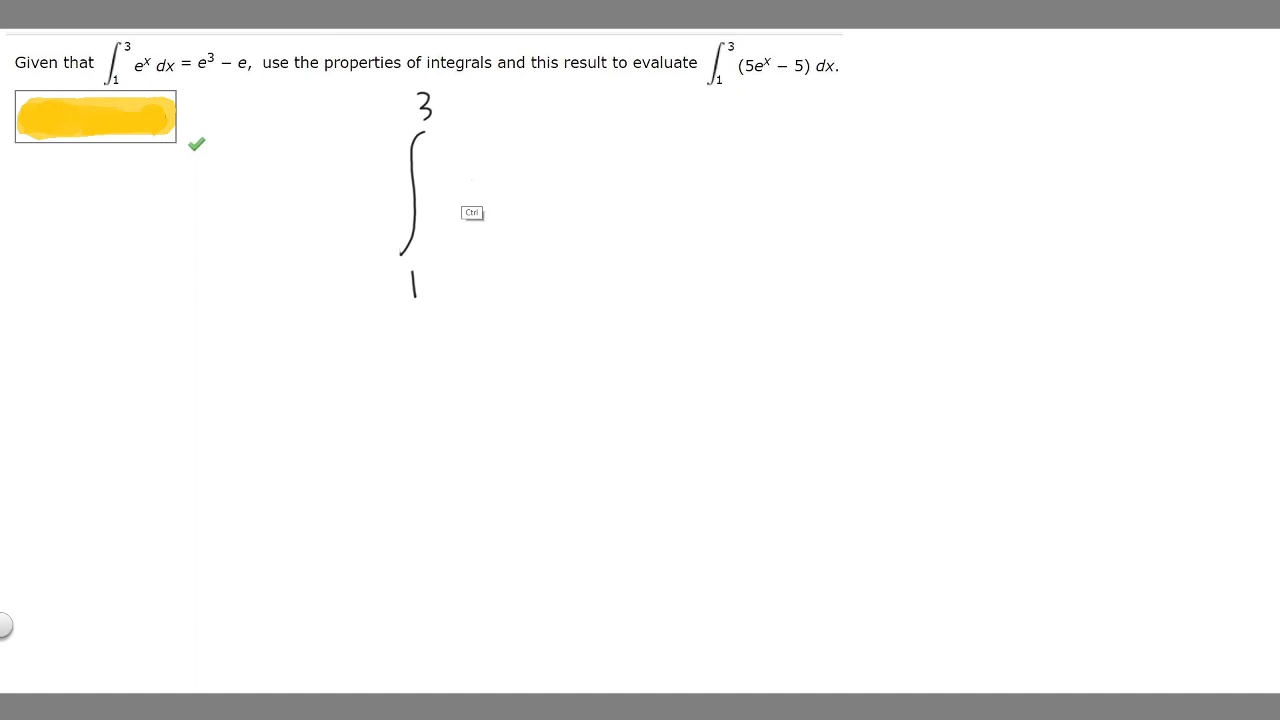 Given that ∫₁³ eˣ dx = e³ − e, use the properties of integrals and this result to evaluate ∫₁³ (5eˣ − 5) dx.
3
∫
Ctrl
1